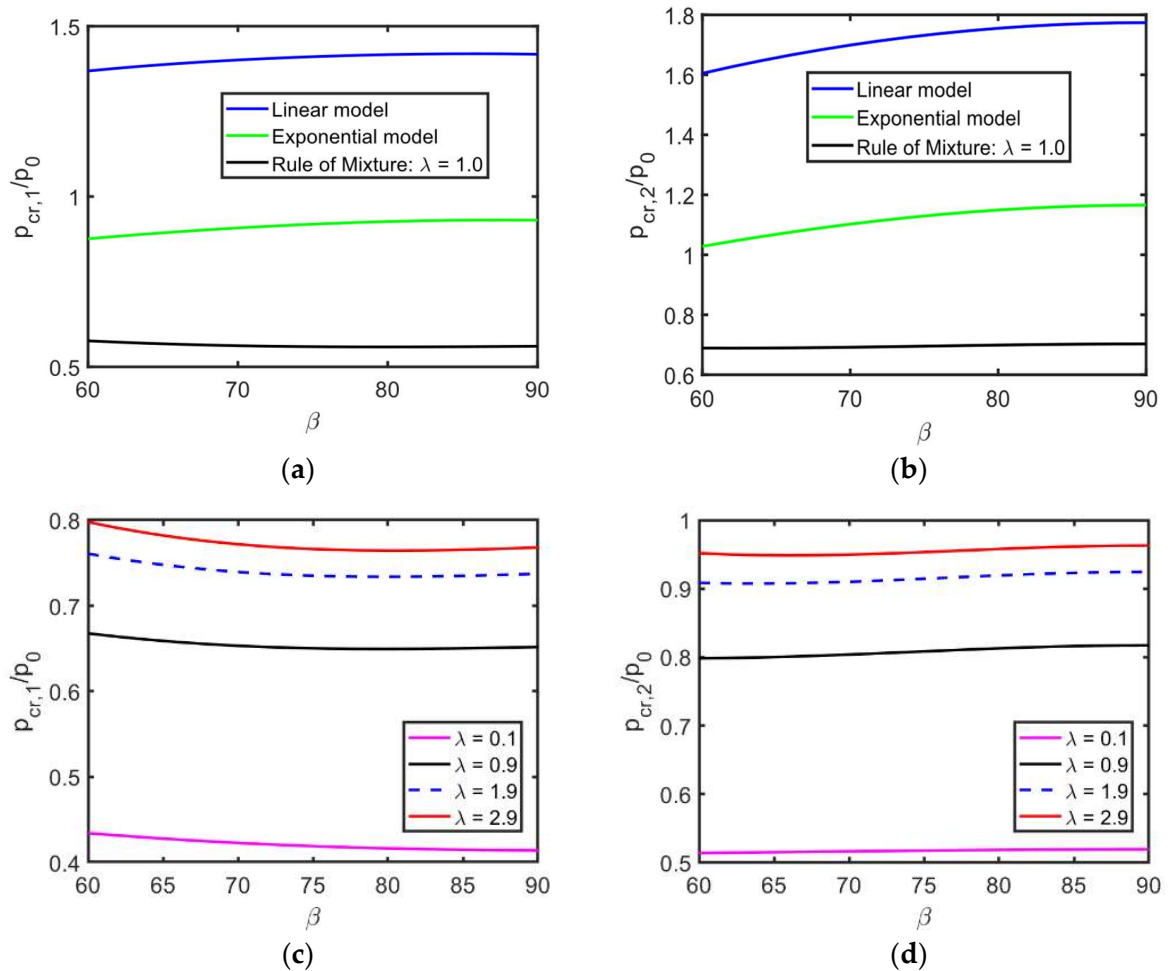 1.5
1
0.5
p_cr,1/p_0
Linear model
Exponential model
Rule of Mixture: λ = 1.0
60 70 80 90
β
(a)
1.8
1.6
1.4
1.2
1
0.8
0.6
p_cr,2/p_0
Linear model
Exponential model
Rule of Mixture: λ = 1.0
60 70 80 90
β
(b)
0.8
0.7
0.6
0.5
0.4
p_cr,1/p_0
λ = 0.1
λ = 0.9
λ = 1.9
λ = 2.9
60 65 70 75 80 85 90
β
(c)
1
0.9
0.8
0.7
0.6
0.5
p_cr,2/p_0
λ = 0.1
λ = 0.9
λ = 1.9
λ = 2.9
60 65 70 75 80 85 90
β
(d)